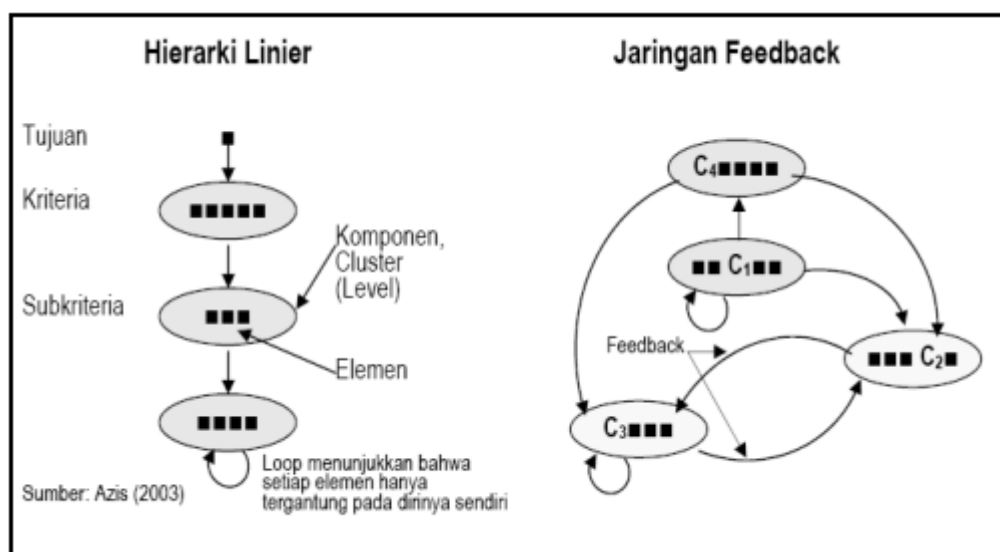 Hierarki Linier
Tujuan
Kriteria
Subkriteria
Komponen,
Cluster
(Level)
Elemen
Loop menunjukkan bahwa
setiap elemen hanya
tergantung pada dirinya sendiri
Sumber: Azis (2003)
Jaringan Feedback
C4
C1
C2
Feedback
C3